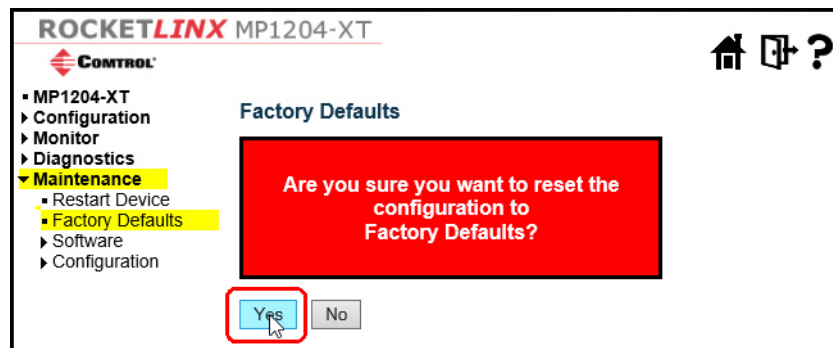 ROCKETLINX MP1204-XT
COMTROL
MP1204-XT
Configuration
Monitor
Diagnostics
Maintenance
Restart Device
Factory Defaults
Software
Configuration
Factory Defaults
Are you sure you want to reset the
configuration to
Factory Defaults?
Yes
No
?